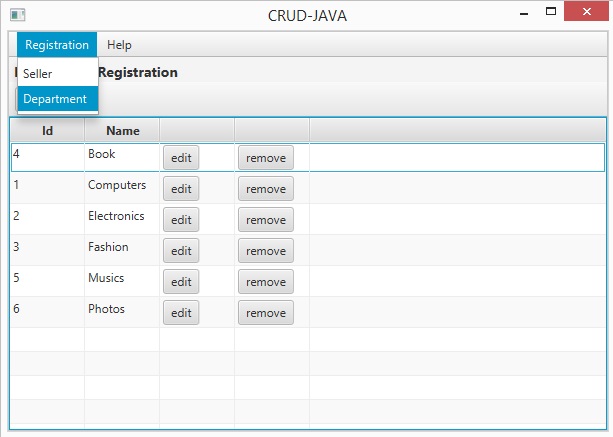 CRUD-JAVA
Registration Help
Seller
Department
Registration
Id Name
4 Book edit remove
1 Computers edit remove
2 Electronics edit remove
3 Fashion edit remove
5 Musics edit remove
6 Photos edit remove